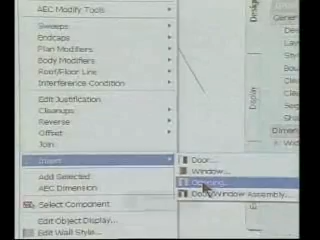 AEC Modify Tools
Sweeps
Endcaps
Plan Modifiers
Body Modifiers
Roof/Floor Line
Interference Condition
Edit Justification
Cleanups
Reverse
Offset
Join
Insert
Door...
Window...
Opening...
Door/Window Assembly...
Add Selected
AEC Dimension
Select Component
Edit Object Display...
Edit Wall Style...
Design
Display
Gener
Dimens